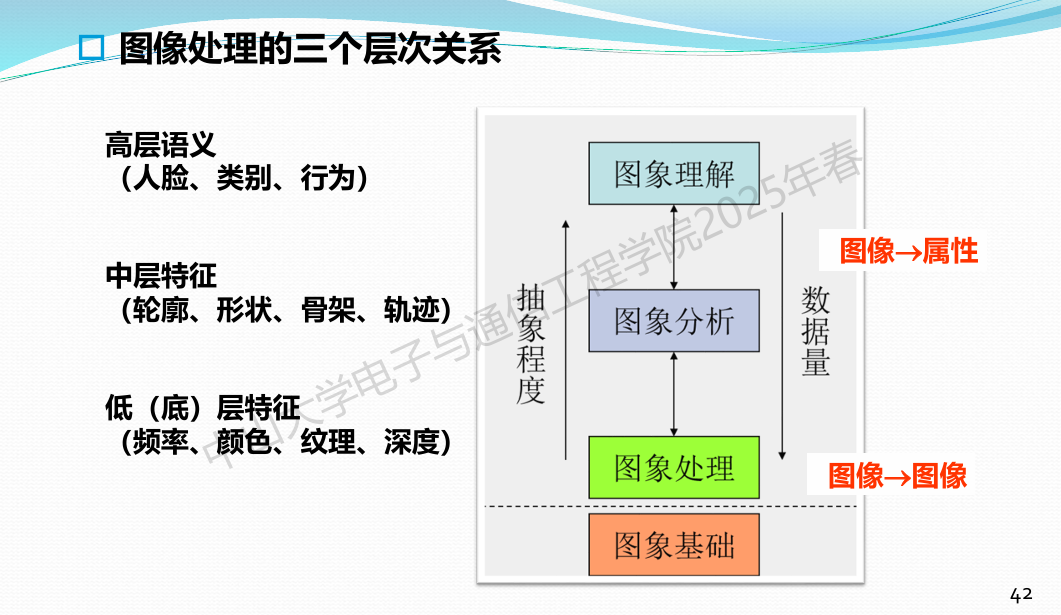 图像处理的三个层次关系
高层语义
（人脸、类别、行为）
中层特征
（轮廓、形状、骨架、轨迹）
低（底）层特征
（频率、颜色、纹理、深度）
图象理解
图象分析
图象处理
图象基础
抽象程度
数据量
图像→属性
图像→图像
中山大学电子与通信工程学院2025年春
42